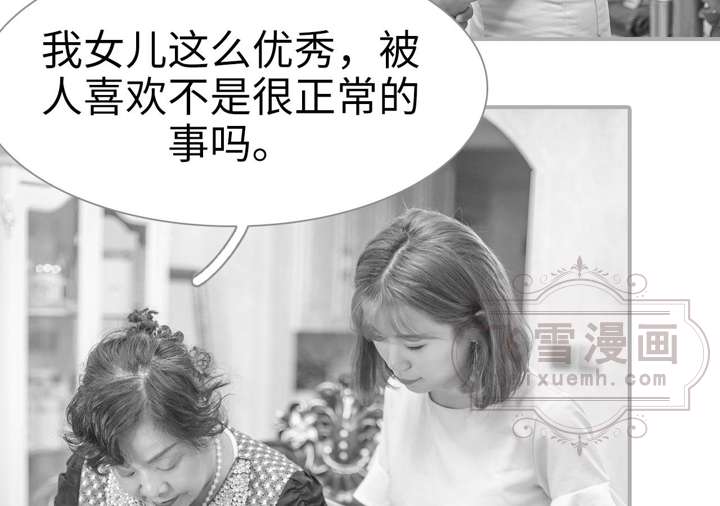 我女儿这么优秀，被
人喜欢不是很正常的
事吗。
雪漫画
ixuemh.com